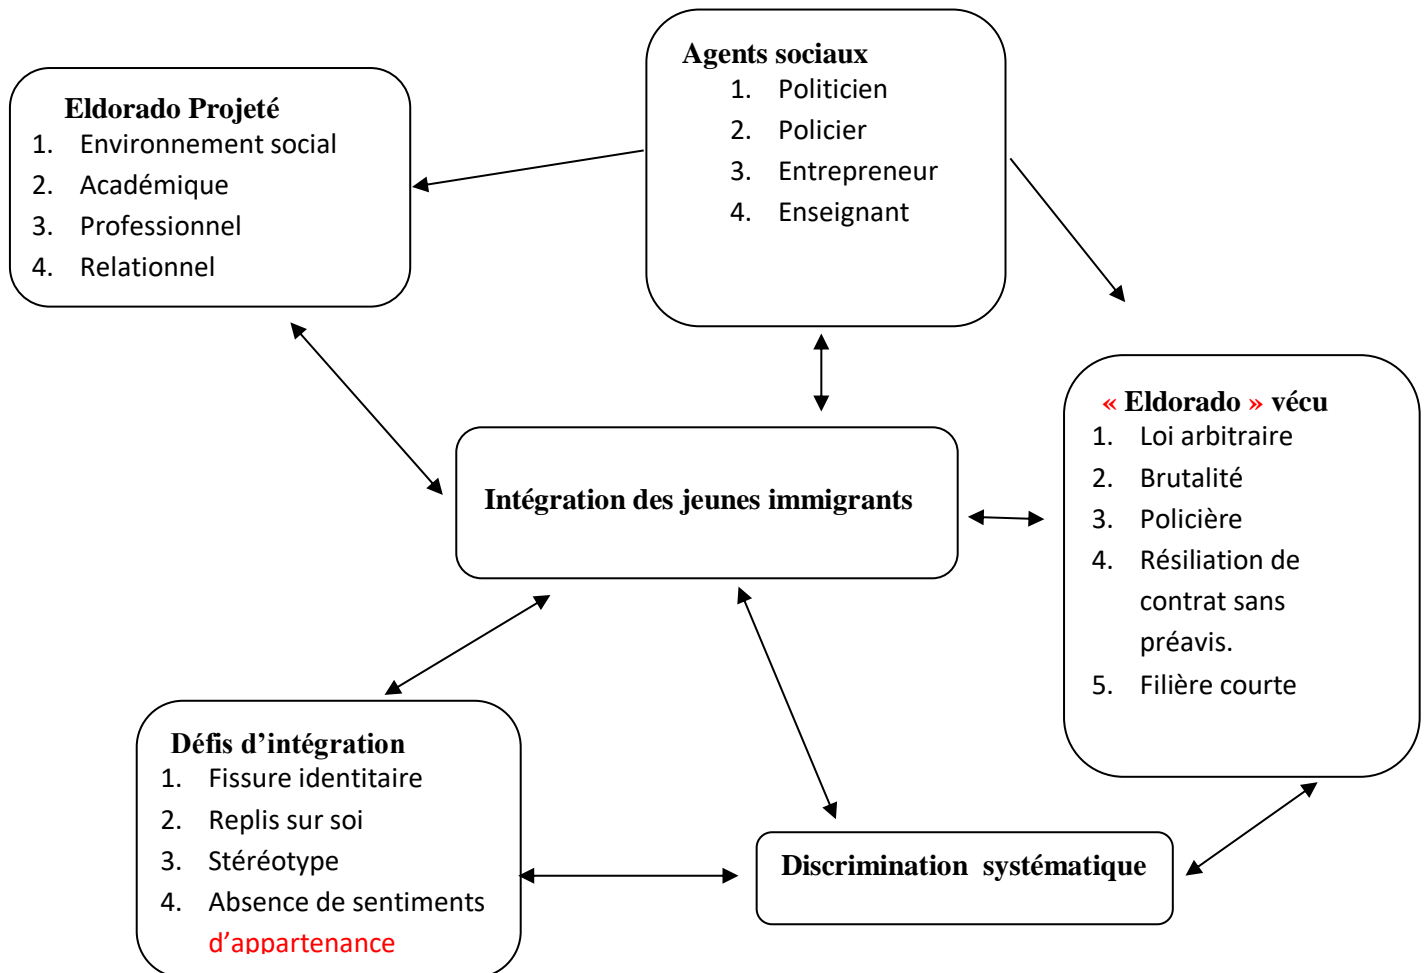 Agents sociaux
1. Politicien
2. Policier
3. Entrepreneur
4. Enseignant
Eldorado Projeté
1. Environnement social
2. Académique
3. Professionnel
4. Relationnel
« Eldorado » vécu
1. Loi arbitraire
2. Brutalité
3. Policière
4. Résiliation de
contrat sans
préavis.
5. Filière courte
Intégration des jeunes immigrants
Défis d’intégration
1. Fissure identitaire
2. Replis sur soi
3. Stéréotype
4. Absence de sentiments
d’appartenance
Discrimination systématique